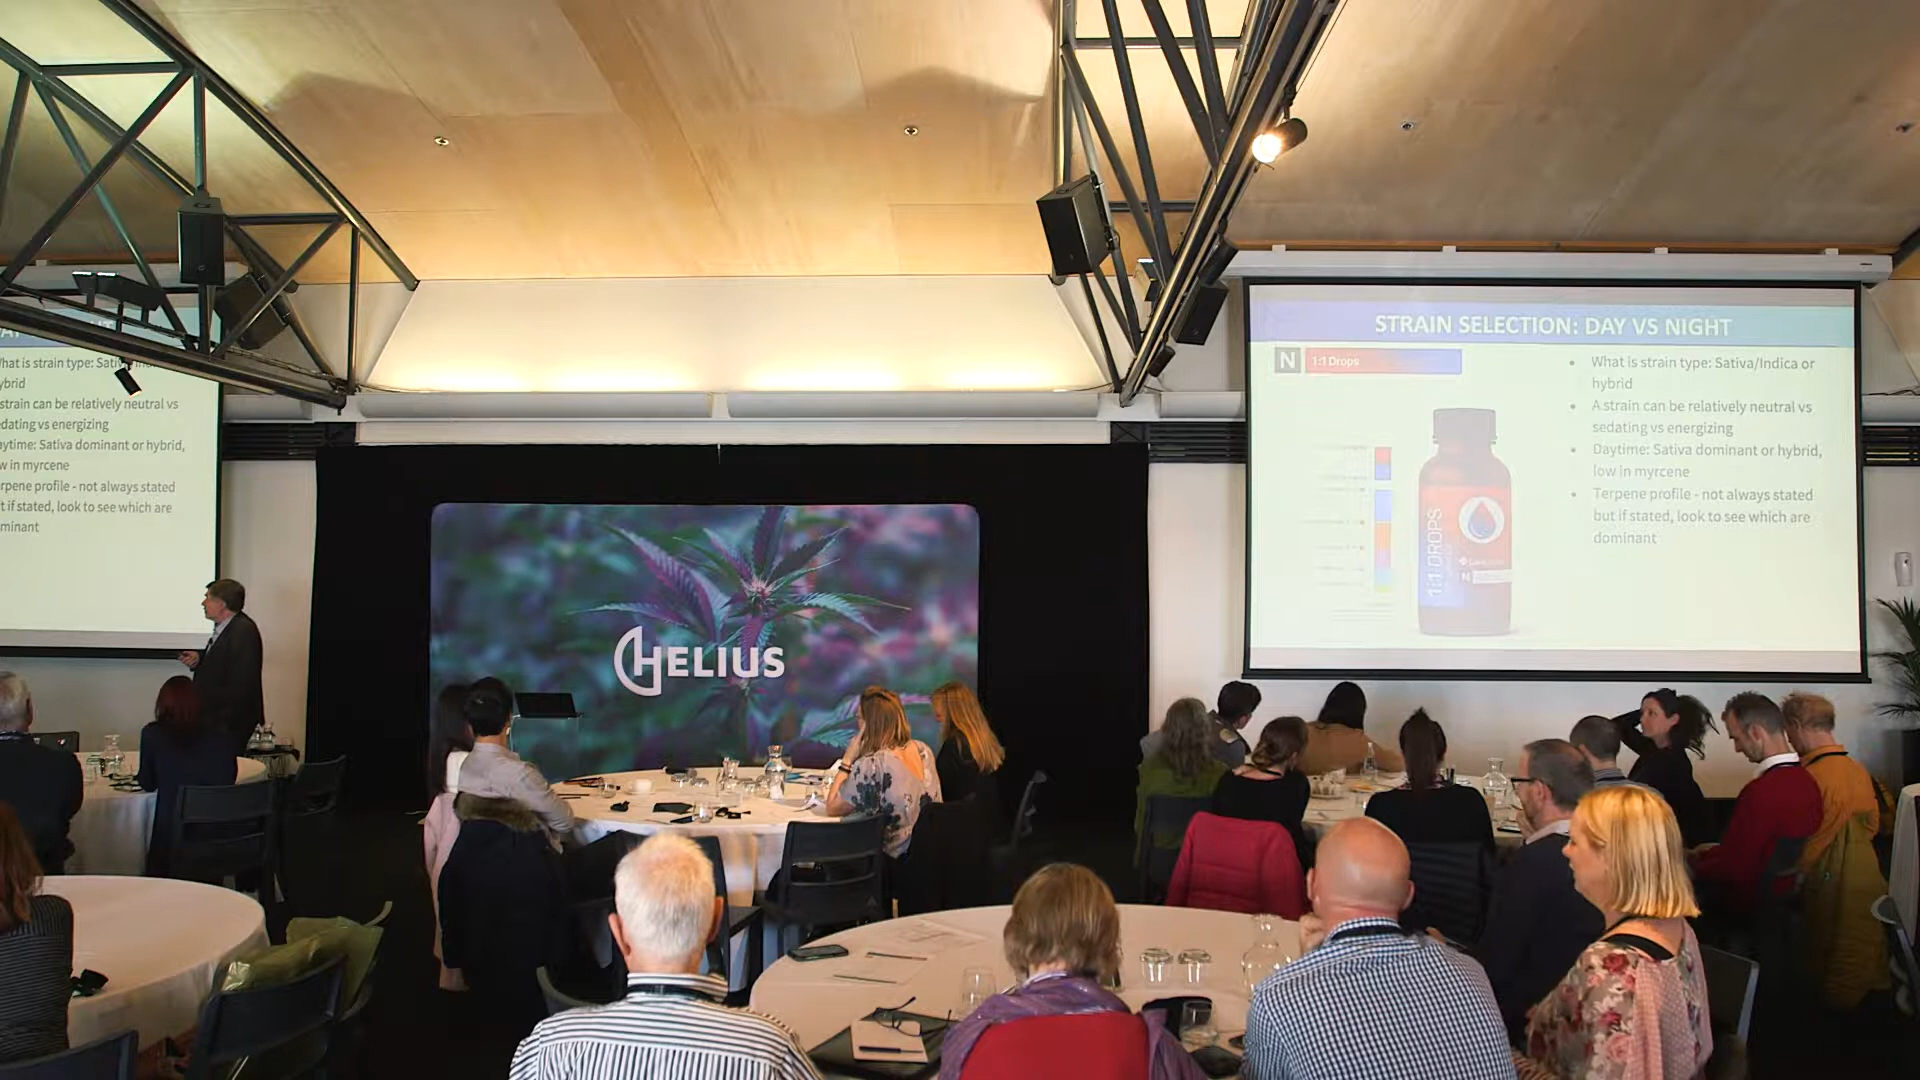 hat is strain type: Sativ
ybrid
strain can be relatively neutral vs
edating vs energizing
aytime: Sativa dominant or hybrid,
w in myrcene
rpene profile - not always stated
t if stated, look to see which are
minant
HELIUS
STRAIN SELECTION: DAY VS NIGHT
N 1:1 Drops
• What is strain type: Sativa/Indica or
hybrid
• A strain can be relatively neutral vs
sedating vs energizing
• Daytime: Sativa dominant or hybrid,
low in myrcene
• Terpene profile - not always stated
but if stated, look to see which are
dominant
1:1 DROPS
N